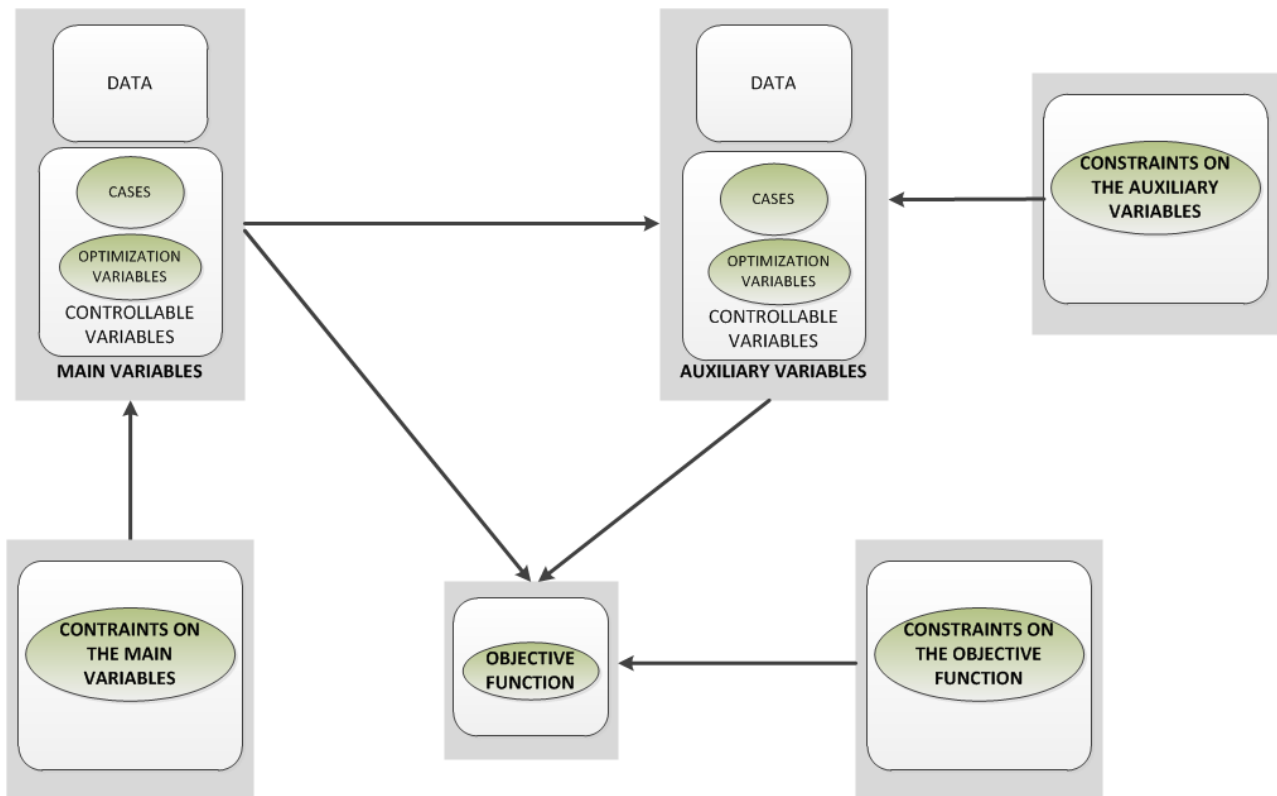 DATA
CASES
OPTIMIZATION
VARIABLES
CONTROLLABLE
VARIABLES
MAIN VARIABLES
DATA
CASES
OPTIMIZATION
VARIABLES
CONTROLLABLE
VARIABLES
AUXILIARY VARIABLES
CONSTRAINTS ON
THE AUXILIARY
VARIABLES
CONTRAINTS ON
THE MAIN
VARIABLES
OBJECTIVE
FUNCTION
CONSTRAINTS ON
THE OBJECTIVE
FUNCTION